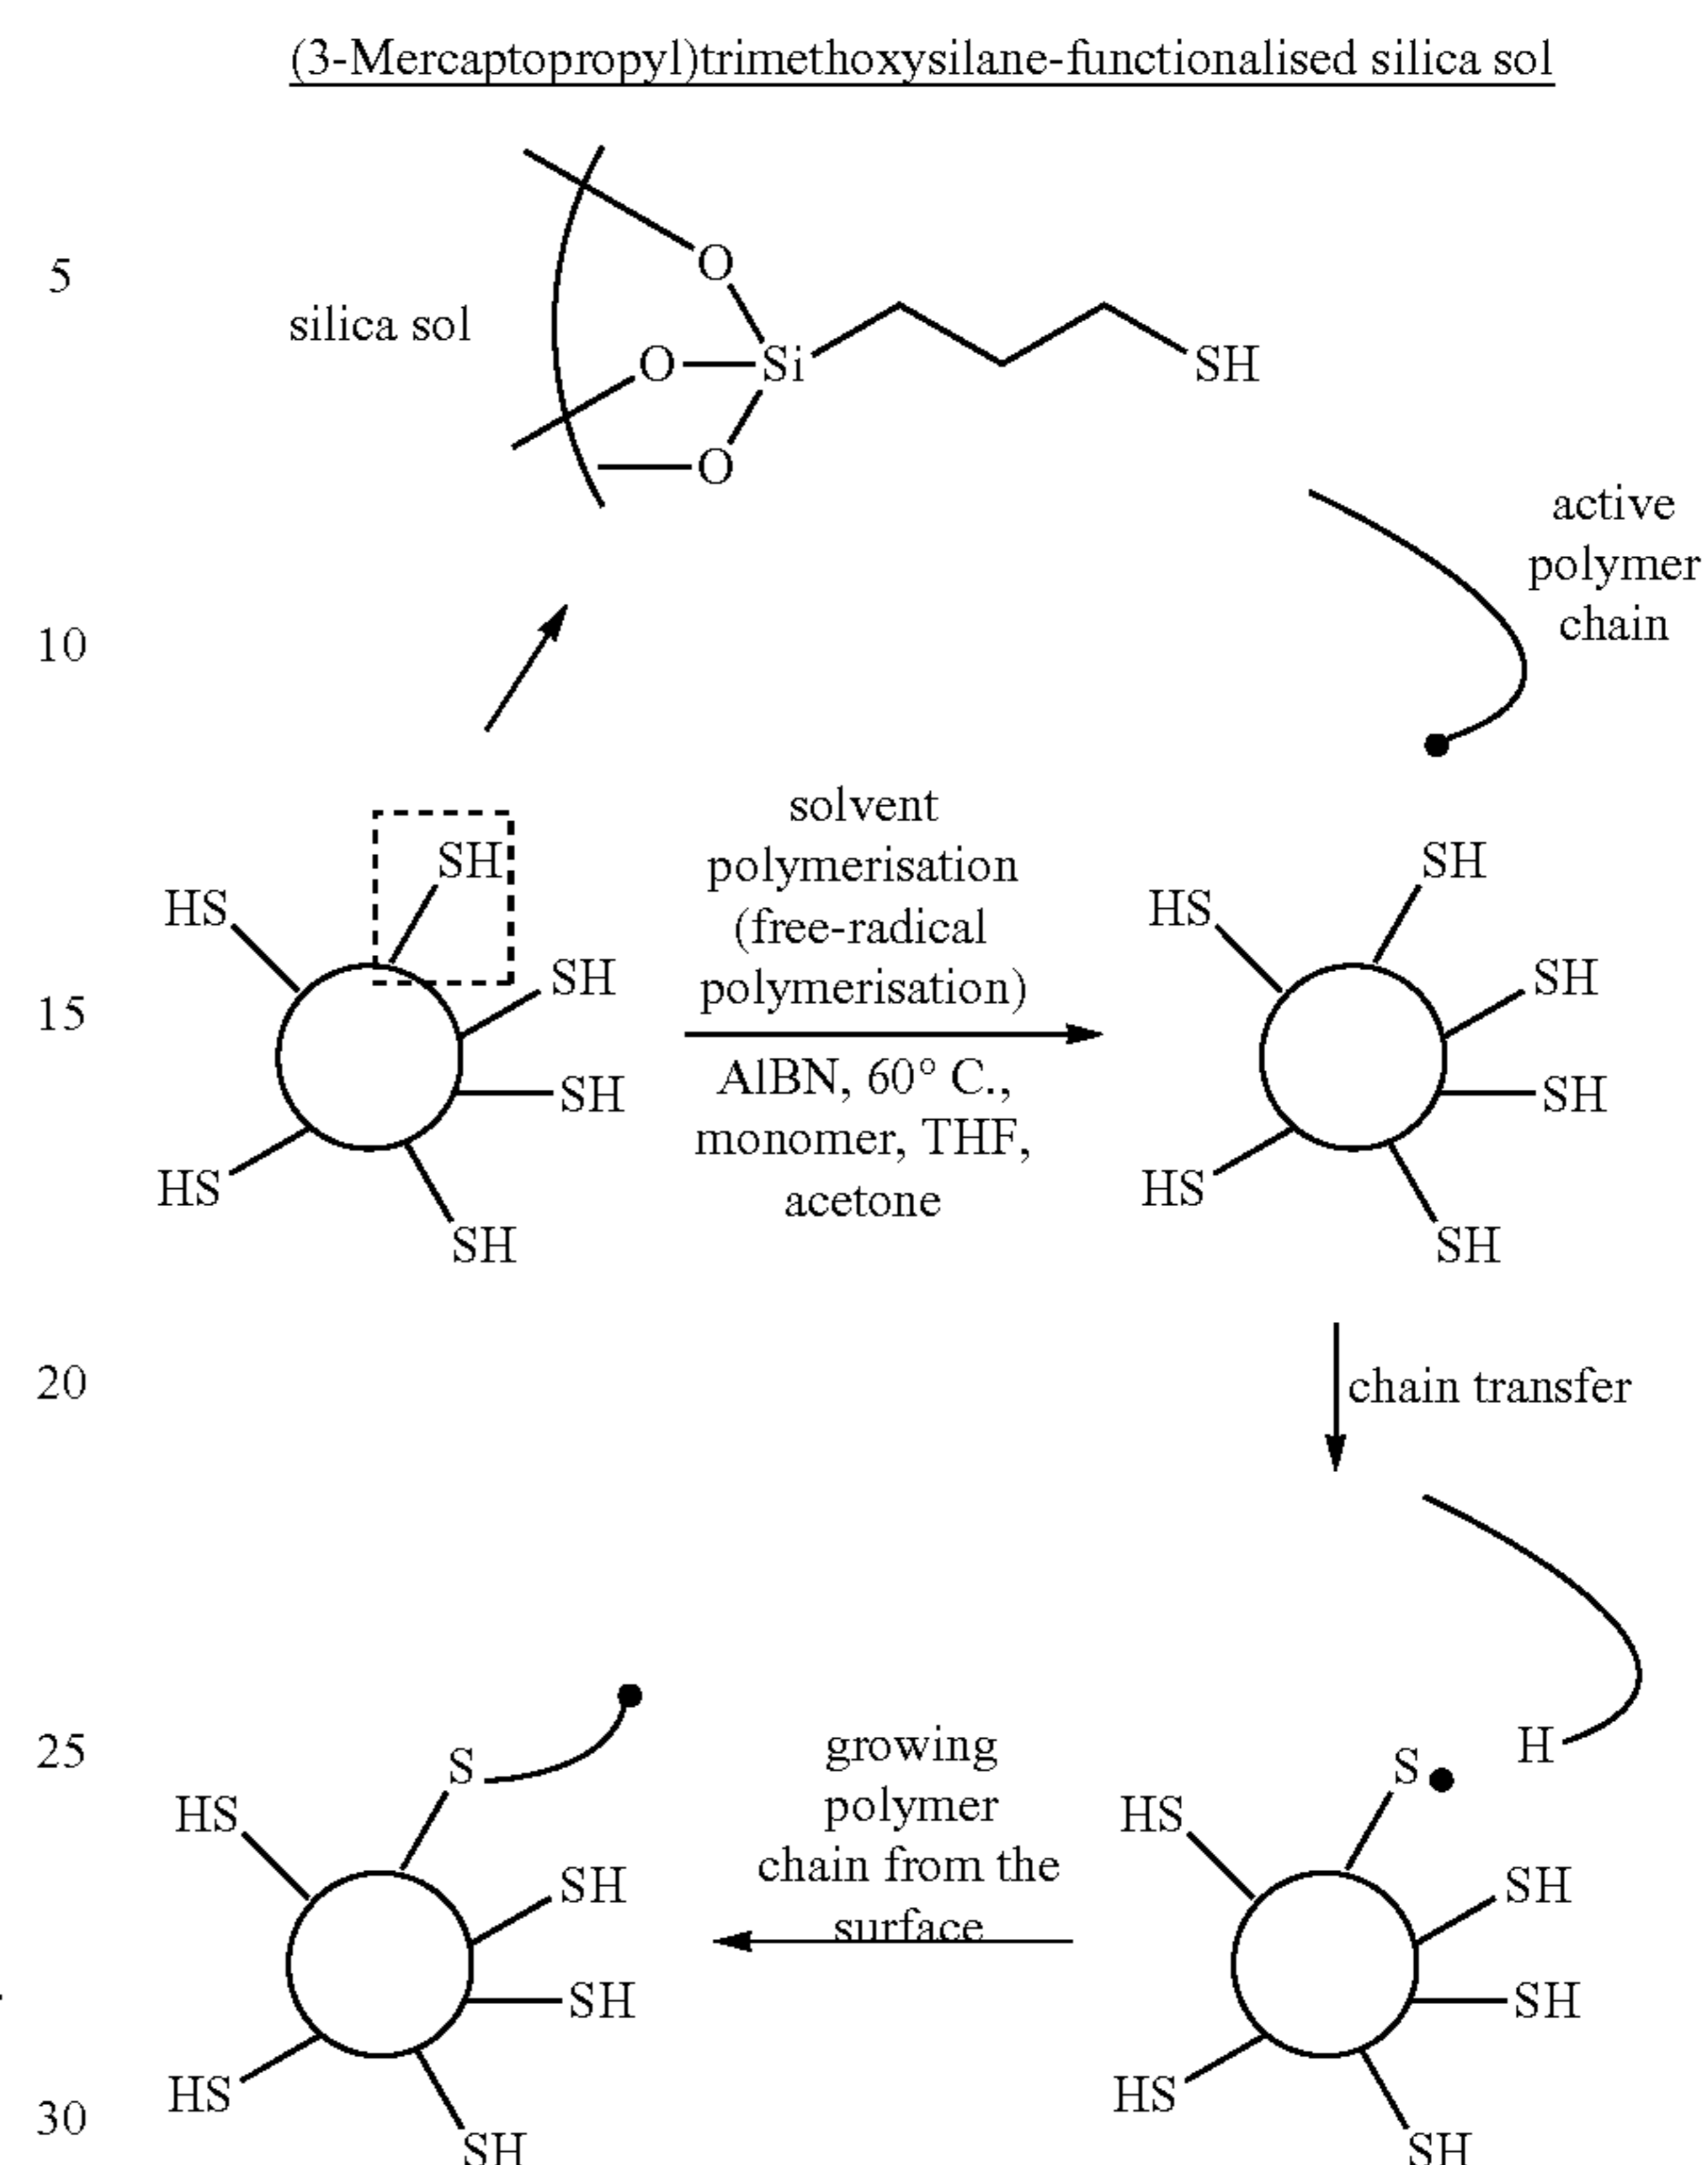 (3-Mercaptopropyl)trimethoxysilane-functionalised silica sol
O
5
silica sol
O
Si
SH
O
active
polymer
chain
10
solvent
polymerisation
(free-radical
polymerisation)
AlBN, 60° C.,
monomer, THF,
acetone
SH
HS
SH
15
SH
HS
SH
SH
HS
SH
SH
HS
SH
20
chain transfer
25
growing
polymer
chain from the
surface
S
HS
SH
SH
HS
SH
H
S
HS
SH
SH
HS
SH
30